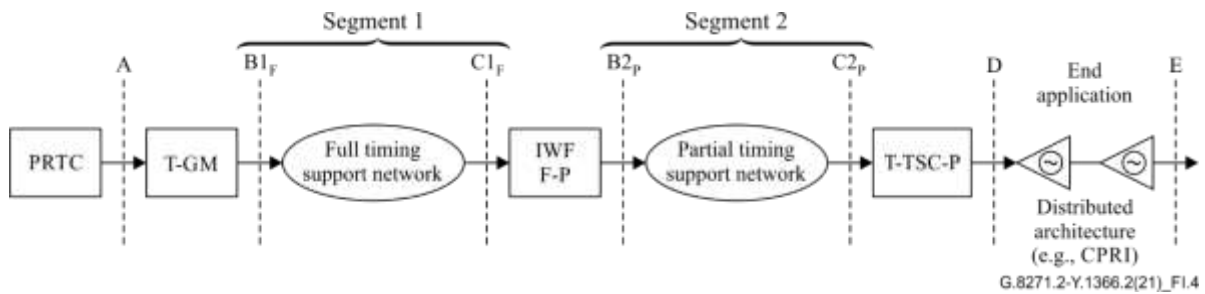 Segment 1
Segment 2
A
B1F
C1F
B2P
C2P
D
End
application
E
PRTC
T-GM
Full timing
support network
IWF
F-P
Partial timing
support network
T-TSC-P
Distributed
architecture
(e.g., CPRI)
G.8271.2-Y.1366.2(21)_FI.4